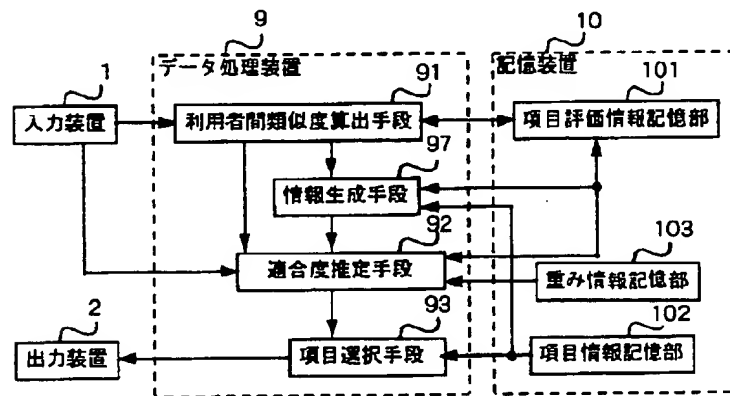 9
10
データ処理装置
記憶装置
1
91
101
入力装置
利用者間類似度算出手段
項目評価情報記憶部
97
情報生成手段
92
103
適合度推定手段
重み情報記憶部
2
93
102
出力装置
項目選択手段
項目情報記憶部